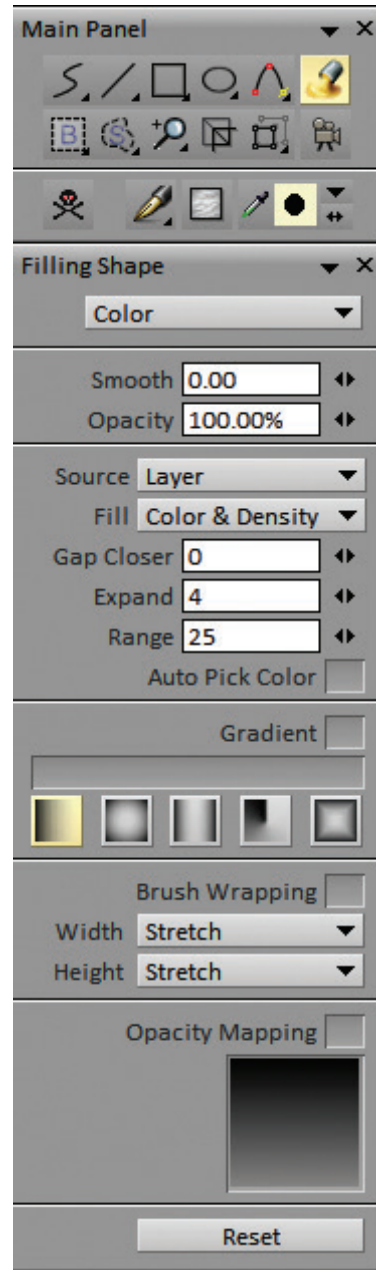 Main Panel
B
S
Filling Shape
Color
Smooth 0.00
Opacity 100.00%
Source Layer
Fill Color & Density
Gap Closer 0
Expand 4
Range 25
Auto Pick Color
Gradient
Brush Wrapping
Width Stretch
Height Stretch
Opacity Mapping
Reset